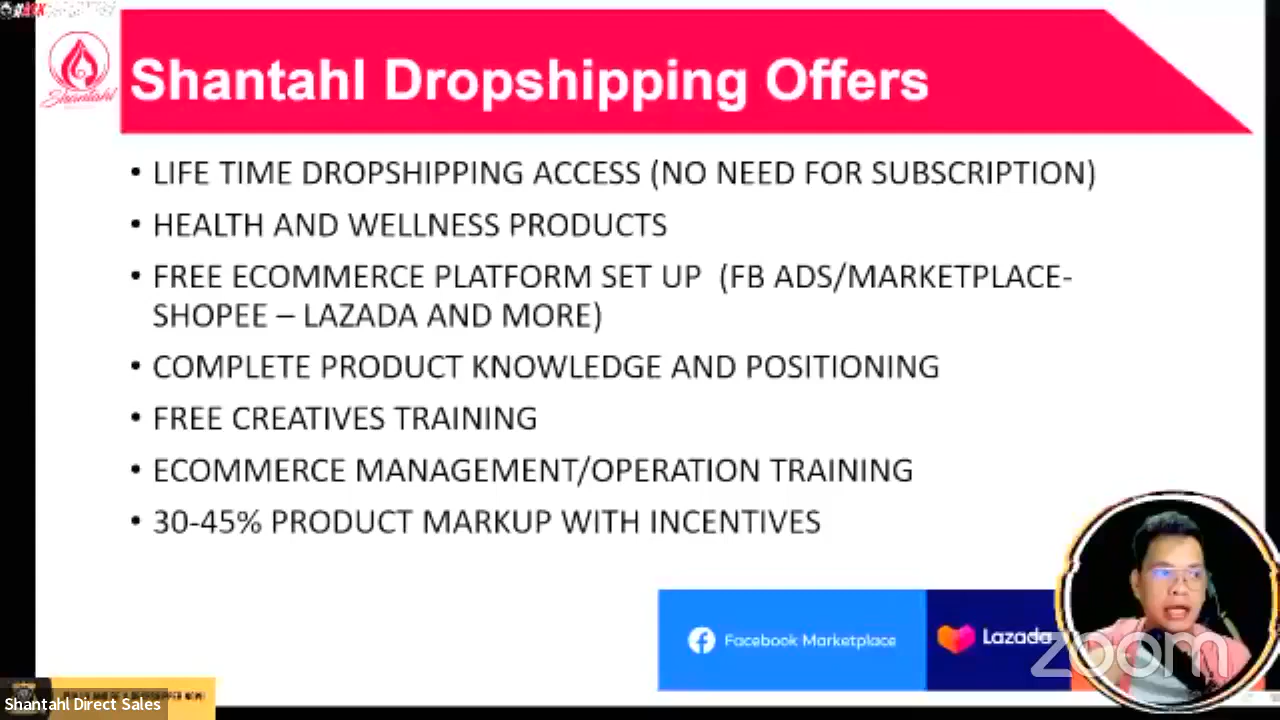 Shantahl
Shantahl Dropshipping Offers
• LIFE TIME DROPSHIPPING ACCESS (NO NEED FOR SUBSCRIPTION)
• HEALTH AND WELLNESS PRODUCTS
• FREE ECOMMERCE PLATFORM SET UP (FB ADS/MARKETPLACE-
SHOPEE – LAZADA AND MORE)
• COMPLETE PRODUCT KNOWLEDGE AND POSITIONING
• FREE CREATIVES TRAINING
• ECOMMERCE MANAGEMENT/OPERATION TRAINING
• 30-45% PRODUCT MARKUP WITH INCENTIVES
Facebook Marketplace
Lazada
zoom
Shantahl Direct Sales